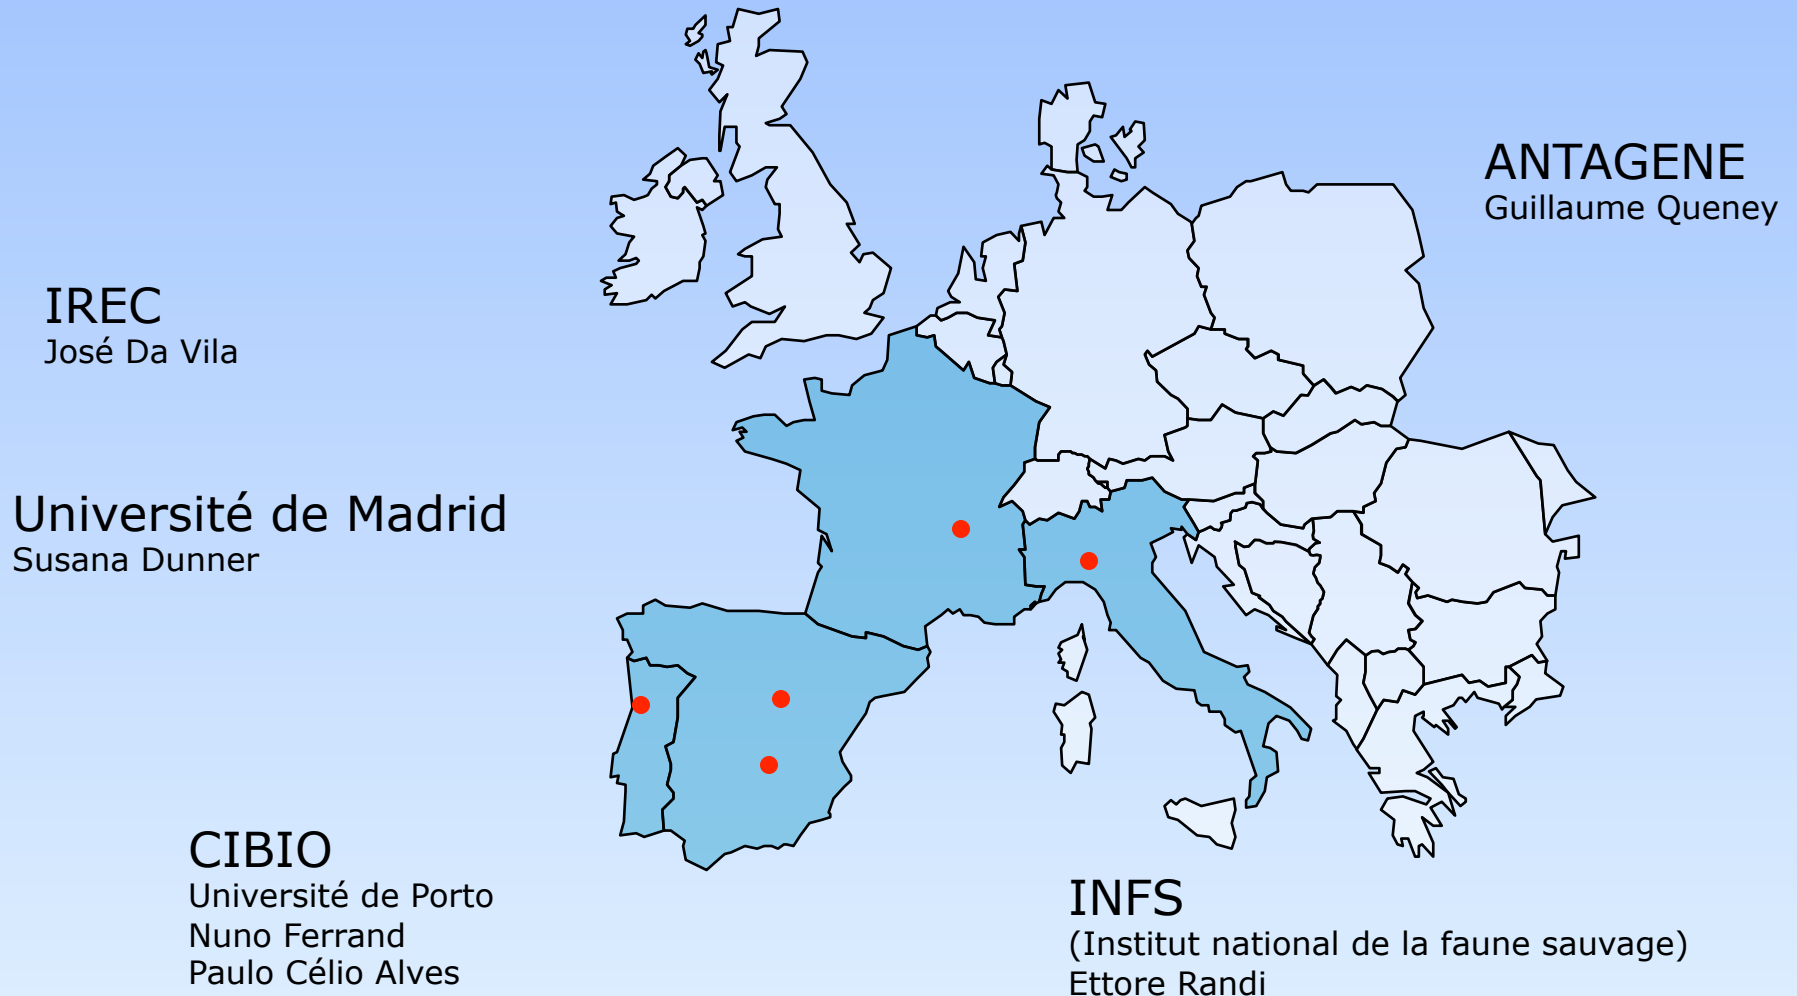 ANTAGENE
Guillaume Queney
IREC
José Da Vila
Université de Madrid
Susana Dunner
CIBIO
Université de Porto
Nuno Ferrand
Paulo Célio Alves
INFS
(Institut national de la faune sauvage)
Ettore Randi